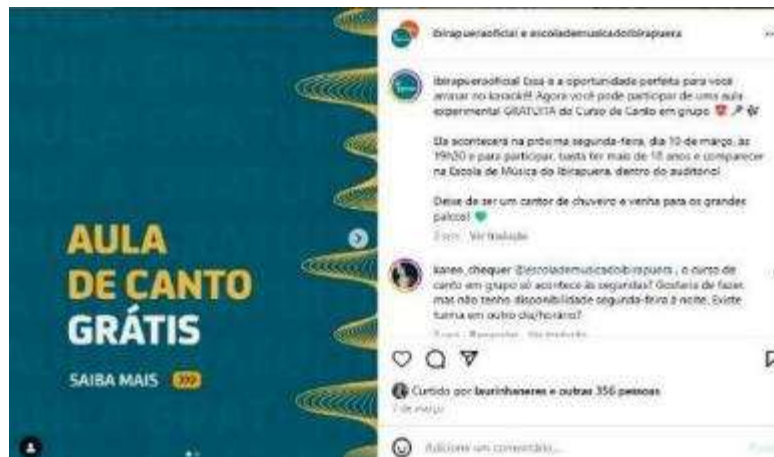 AULA
DE CANTO
GRÁTIS
SAIBA MAIS
ibirapueraoficial e escolademusicadoibirapuera
ibirapueraoficial Essa é a oportunidade perfeita para você
arrasar no karaokê! Agora você pode participar de uma aula
experimental GRATUITA do Curso de Canto em grupo
Ela acontecerá na próxima segunda-feira, dia 10 de março, às
19h30 e para participar, basta ter mais de 18 anos e comparecer
na Escola de Música do Ibirapuera, dentro do auditório!
Deixe de ser um cantor de chuveiro e venha para os grandes
palcos!
Ver tradução
karen_chequer @escolademusicadoibirapuera , o curso de
canto em grupo só acontece às segundas? Gostaria de fazer,
mas não tenho disponibilidade segunda-feira à noite. Existe
turma em outro dia/horário?
Curtido por laurinhaneres e outras 356 pessoas
7 de março
Adicione um comentário...